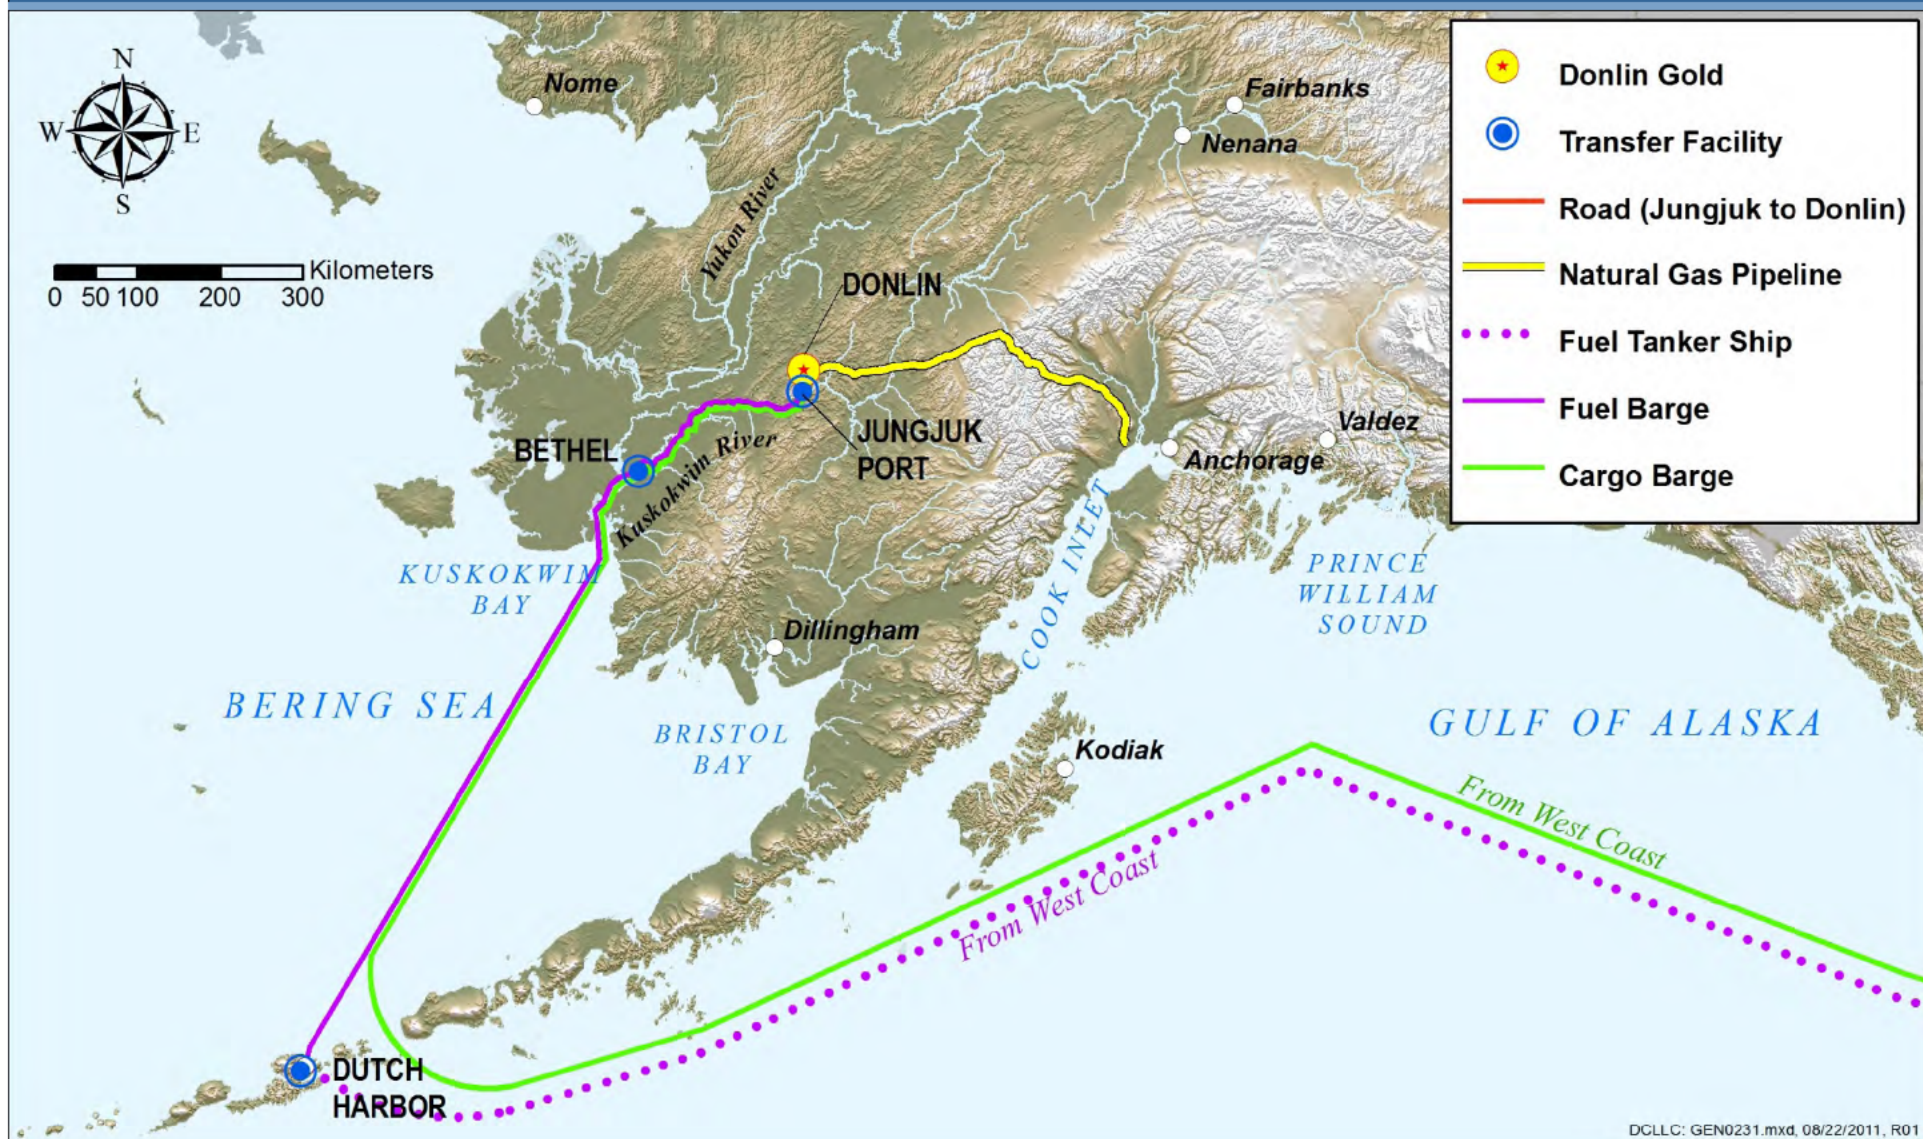 N
W E
S
Kilometers
0 50 100 200 300
Nome
Fairbanks
Nenana
Yukon River
DONLIN
JUNGJUK
PORT
BETHEL
Kuskokwim River
Valdez
Anchorage
KUSKOKWIM
BAY
COOK INLET
PRINCE
WILLIAM
SOUND
Dillingham
BERING SEA
BRISTOL
BAY
Kodiak
GULF OF ALASKA
From West Coast
From West Coast
DUTCH
HARBOR
Donlin Gold
Transfer Facility
Road (Jungjuk to Donlin)
Natural Gas Pipeline
Fuel Tanker Ship
Fuel Barge
Cargo Barge
DCLLC: GEN0231.mxd, 08/22/2011, R01